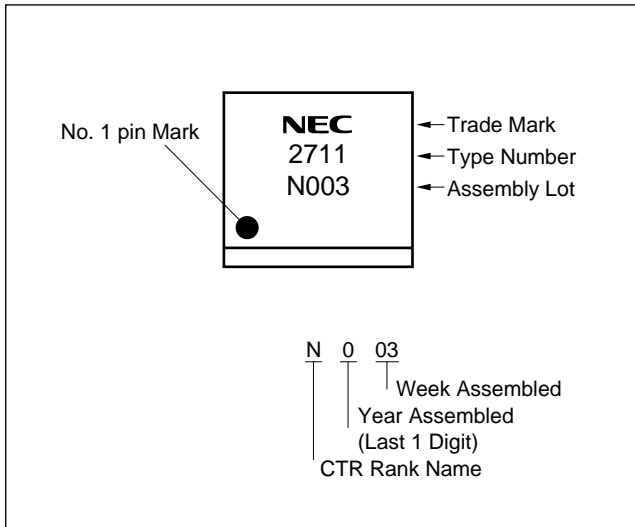 No. 1 pin Mark
NEC
2711
N003
Trade Mark
Type Number
Assembly Lot
N 0 03
Week Assembled
Year Assembled
(Last 1 Digit)
CTR Rank Name